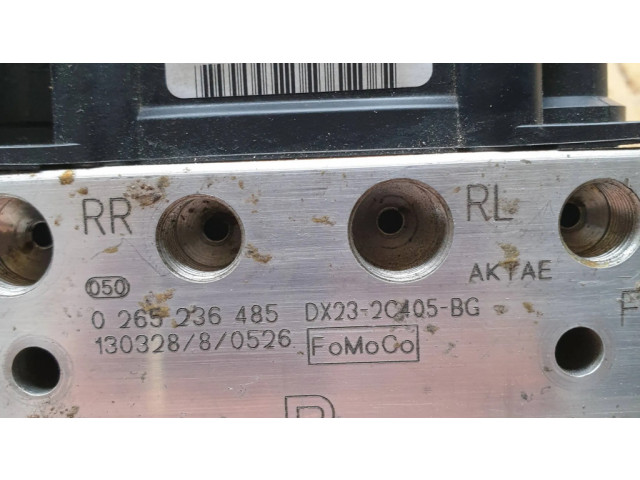 RR RL
AKTAE
050
0 265 236 485 DX23-2C405-BG
F
130328/8/0526 FoMoCo